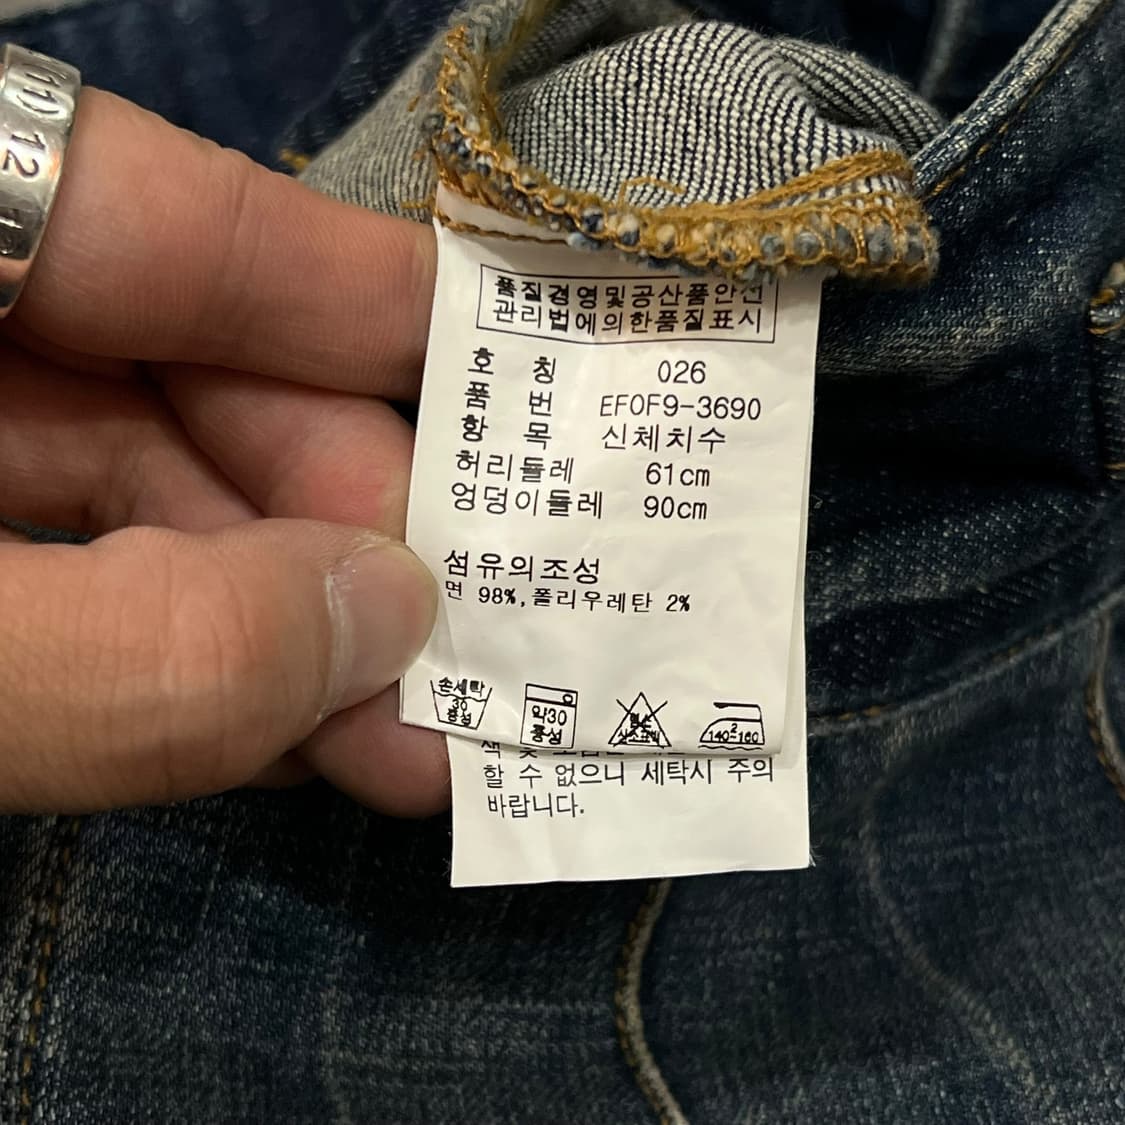 11) 12
품질경영및공산품안전
관리법에의한품질표시
호 칭 026
품 번 EF0F9-3690
항 목 신체치수
허리둘레 61cm
엉덩이둘레 90cm
섬유의조성
면 98%,폴리우레탄 2%
손세탁
30
중성
약30
중성
2
140~160
할 수 없으니 세탁시 주의
바랍니다.